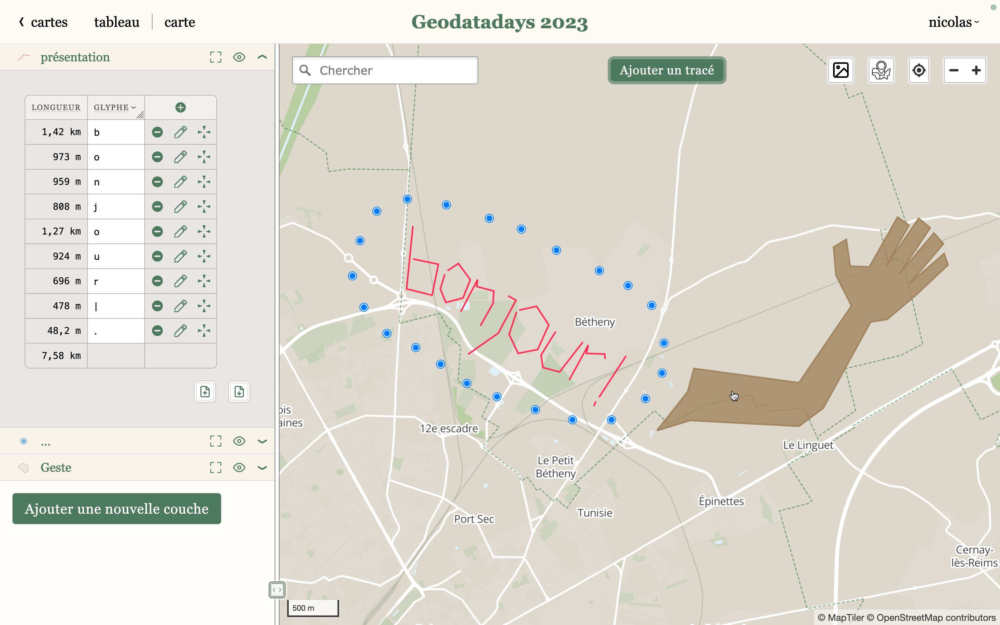 cartes tableau carte
Geodatadays 2023
nicolas
présentation
LONGUEUR GLYPHE
1,42 km b
973 m o
959 m n
808 m j
1,27 km o
924 m u
696 m r
478 m |
48,2 m .
7,58 km
...
Geste
Ajouter une nouvelle couche
Chercher
Ajouter un tracé
bonjour!
Bétheny
ois
aines
12e escadre
Le Linguet
Le Petit
Bétheny
Épinettes
Tunisie
Port Sec
Cernay-
lès-Reims
500 m
© MapTiler © OpenStreetMap contributors